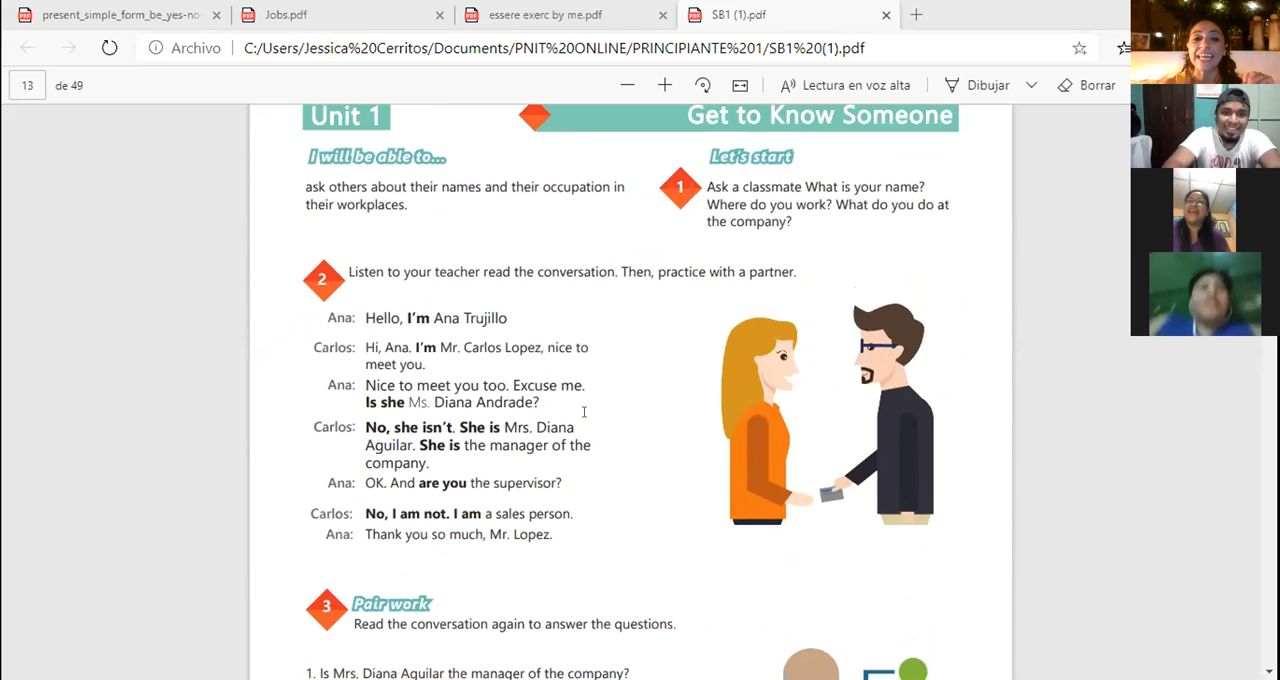 present_simple_form_be_yes-no-
Jobs.pdf
essere exerc by me.pdf
SB1 (1).pdf
Archivo
C:/Users/Jessica%20Cerritos/Documents/PNIT%20ONLINE/PRINCIPIANTE%201/SB1%20(1).pdf
13
de 49
Lectura en voz alta
Dibujar
Borrar
Unit 1
Get to Know Someone
I will be able to...
ask others about their names and their occupation in
their workplaces.
Let's start
1
Ask a classmate What is your name?
Where do you work? What do you do at
the company?
2
Listen to your teacher read the conversation. Then, practice with a partner.
Ana: Hello, I'm Ana Trujillo
Carlos: Hi, Ana. I'm Mr. Carlos Lopez, nice to
meet you.
Ana: Nice to meet you too. Excuse me.
Is she Ms. Diana Andrade?
Carlos: No, she isn't. She is Mrs. Diana
Aguilar. She is the manager of the
company.
Ana: OK. And are you the supervisor?
Carlos: No, I am not. I am a sales person.
Ana: Thank you so much, Mr. Lopez.
3
Pair work
Read the conversation again to answer the questions.
1. Is Mrs. Diana Aguilar the manager of the company?